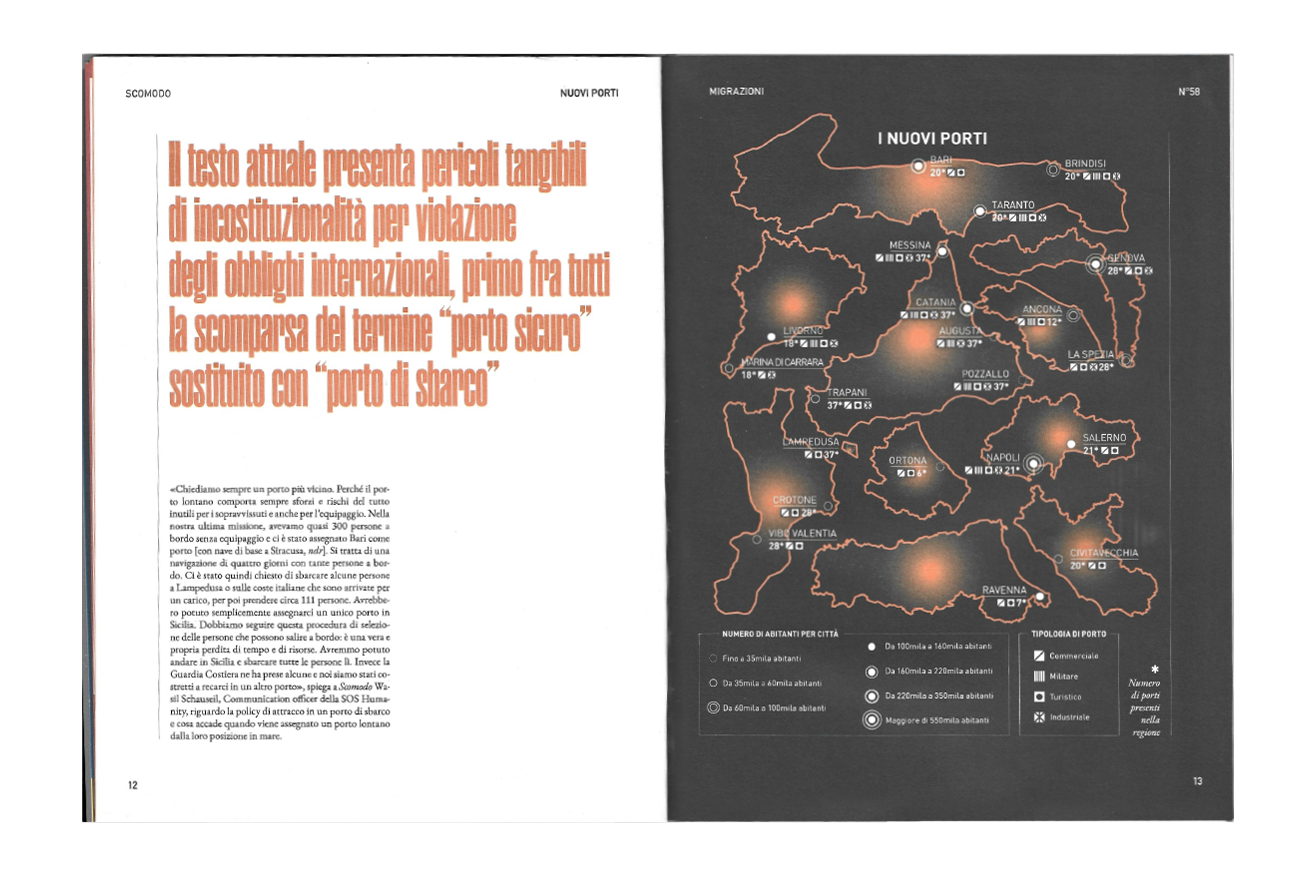 SCOMODO
NUOVI PORTI
Il testo attuale presenta pericoli tangibili
di incostituzionalità per violazione
degli obblighi internazionali, primo fra tutti
la scomparsa del termine “porto sicuro”
sostituito con “porto di sbarco”
«Chiediamo sempre un porto più vicino. Perché il por-
to lontano comporta sempre sforzi e rischi del tutto
inutili per i sopravvissuti e anche per l'equipaggio. Nella
nostra ultima missione, avevamo quasi 300 persone a
bordo senza equipaggio e ci è stato assegnato Bari come
porto [con nave di base a Siracusa, ndr]. Si tratta di una
navigazione di quattro giorni con tante persone a bor-
do. Ci è stato quindi chiesto di sbarcare alcune persone
a Lampedusa o sulle coste italiane che sono arrivate per
un carico, per poi prendere circa 111 persone. Avrebbe-
ro potuto semplicemente assegnarci un unico porto in
Sicilia. Dobbiamo seguire questa procedura di selezio-
ne delle persone che possono salire a bordo: è una vera e
propria perdita di tempo e di risorse. Avremmo potuto
andare in Sicilia e sbarcare tutte le persone lì. Invece la
Guardia Costiera ne ha prese alcune e noi siamo stati co-
stretti a recarci in un altro porto», spiega a Scomodo Wa-
sil Schauseil, Communication officer della SOS Huma-
nity, riguardo la policy di attracco in un porto di sbarco
e cosa accade quando viene assegnato un porto lontano
dalla loro posizione in mare.
12
MIGRAZIONI
N°58
I NUOVI PORTI
BARI
20*
BRINDISI
20*
TARANTO
20*
MESSINA
37*
GENOVA
28*
CATANIA
37*
ANCONA
12*
LIVORNO
18*
AUGUSTA
37*
LA SPEZIA
28*
MARINA DI CARRARA
18*
POZZALLO
37*
TRAPANI
37*
LAMPEDUSA
37*
SALERNO
21*
ORTONA
6*
NAPOLI
21*
CROTONE
28*
VIBO VALENTIA
28*
CIVITAVECCHIA
20*
RAVENNA
7*
NUMERO DI ABITANTI PER CITTÀ
Fino a 35mila abitanti
Da 35mila a 60mila abitanti
Da 60mila a 100mila abitanti
Da 100mila a 160mila abitanti
Da 160mila a 220mila abitanti
Da 220mila a 350mila abitanti
Maggiore di 550mila abitanti
TIPOLOGIA DI PORTO
Commerciale
Militare
Turistico
Industriale
*
Numero
di porti
presenti
nella
regione
13